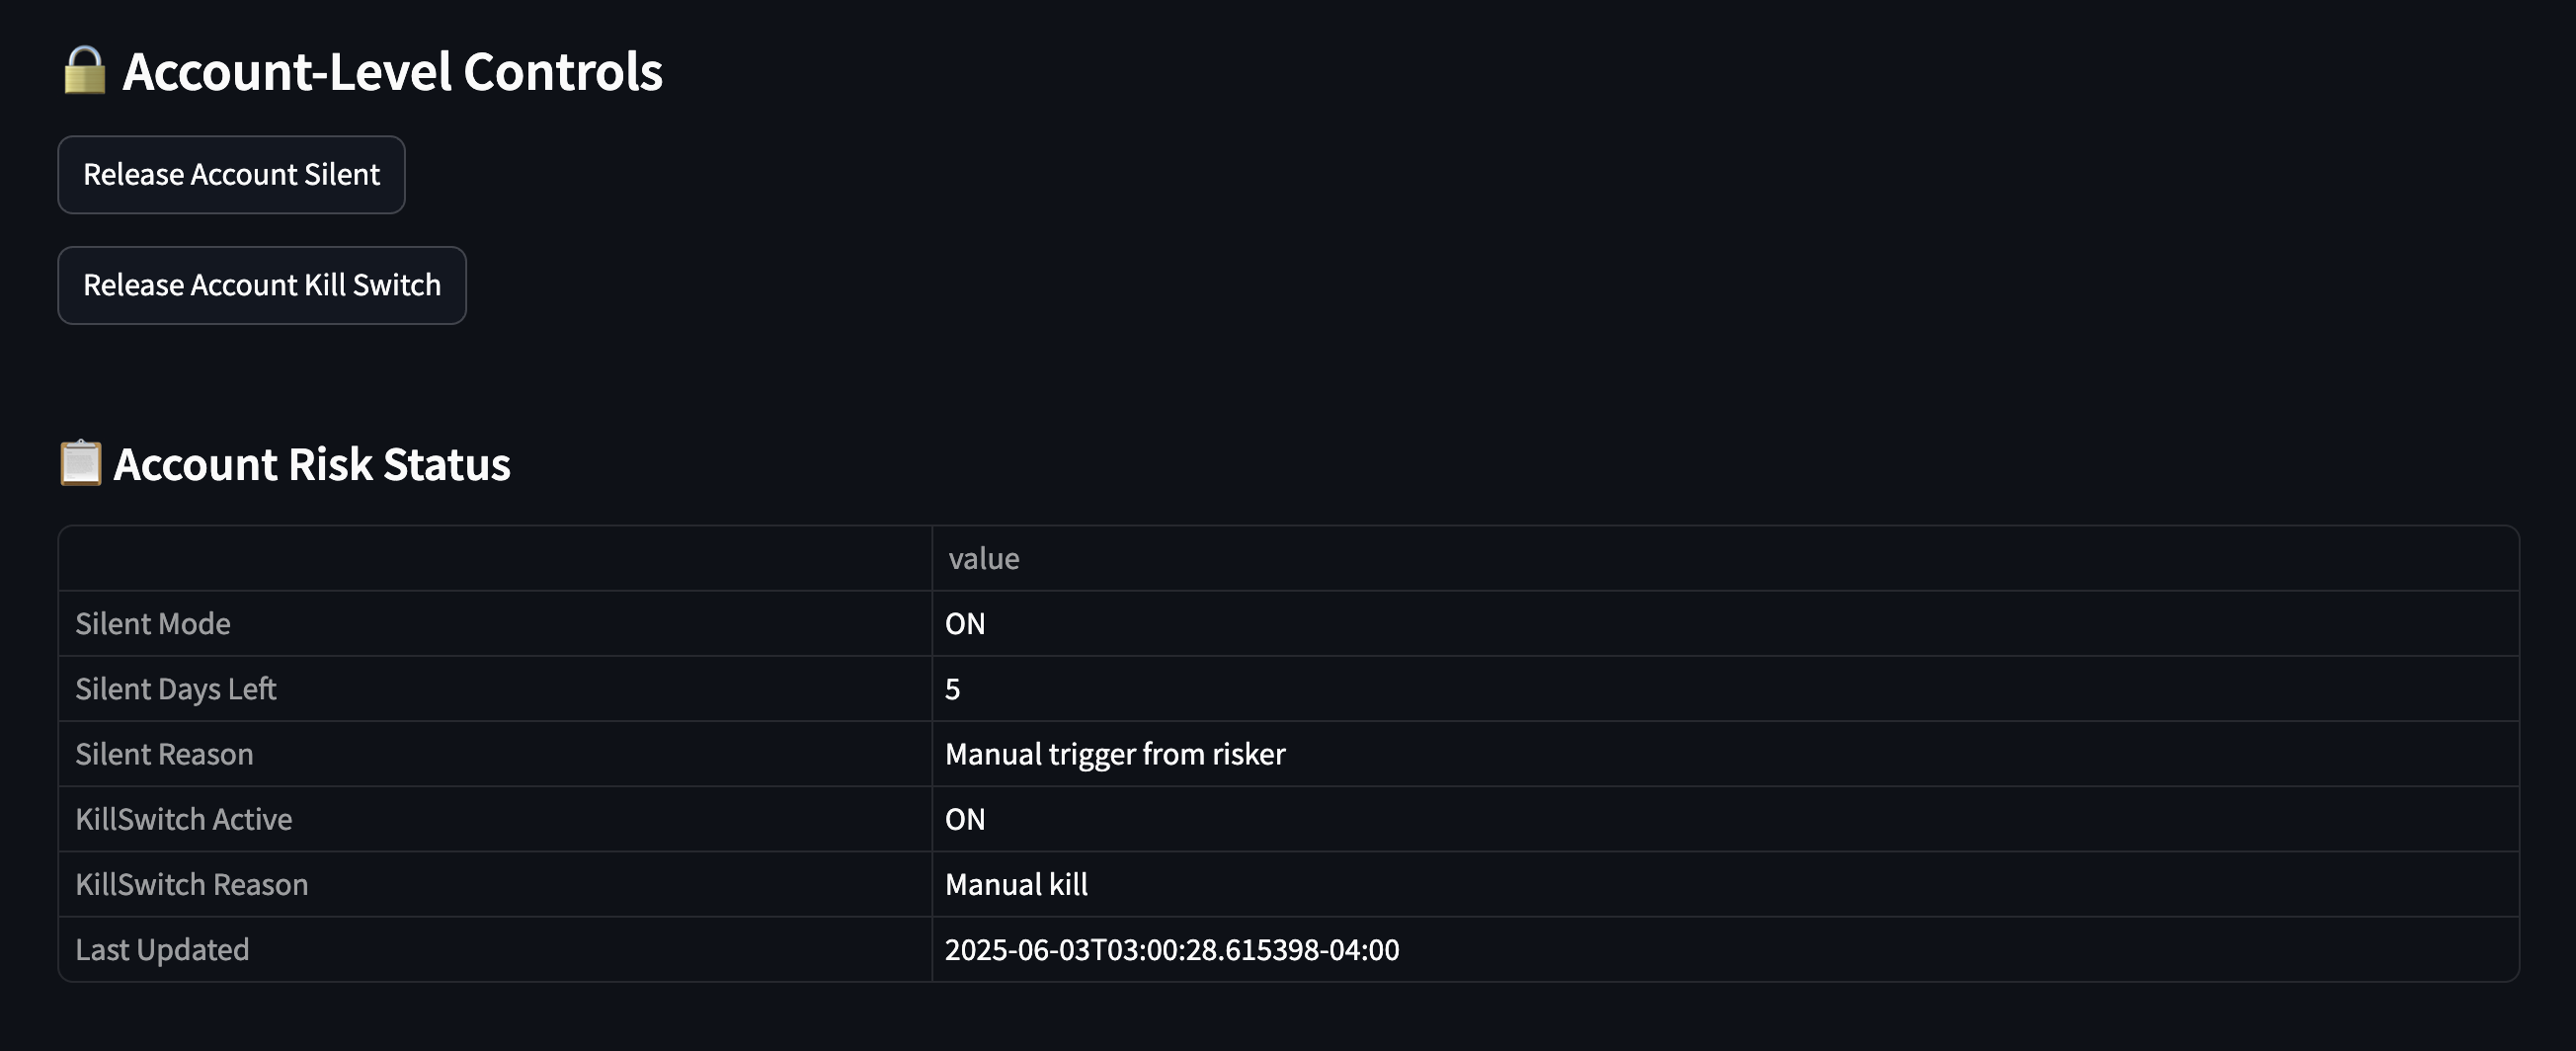 Account-Level Controls
Release Account Silent
Release Account Kill Switch
Account Risk Status
value
Silent Mode ON
Silent Days Left 5
Silent Reason Manual trigger from risker
KillSwitch Active ON
KillSwitch Reason Manual kill
Last Updated 2025-06-03T03:00:28.615398-04:00